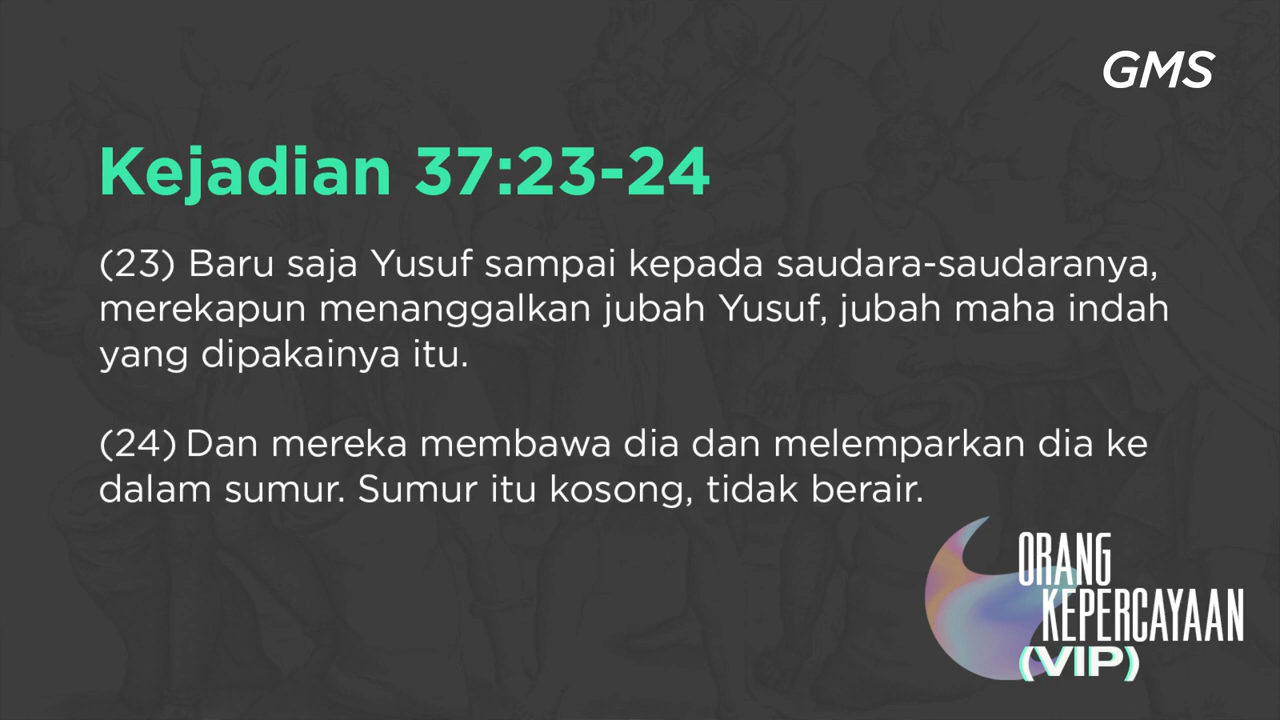 GMS
Kejadian 37:23-24
(23) Baru saja Yusuf sampai kepada saudara-saudaranya,
merekapun menanggalkan jubah Yusuf, jubah maha indah
yang dipakainya itu.
(24) Dan mereka membawa dia dan melemparkan dia ke
dalam sumur. Sumur itu kosong, tidak berair.
ORANG
KEPERCAYAAN
(VIP)